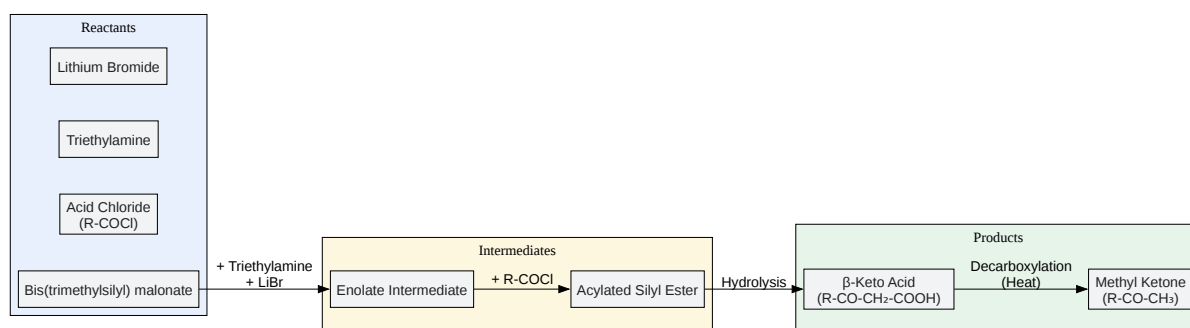 Reactants
Lithium Bromide
Triethylamine
Acid Chloride
(R-COCl)
Bis(trimethylsilyl) malonate
+ Triethylamine
+ LiBr
Intermediates
Enolate Intermediate
+ R-COCl
Acylated Silyl Ester
Hydrolysis
Products
β-Keto Acid
(R-CO-CH₂-COOH)
Decarboxylation
(Heat)
Methyl Ketone
(R-CO-CH₃)